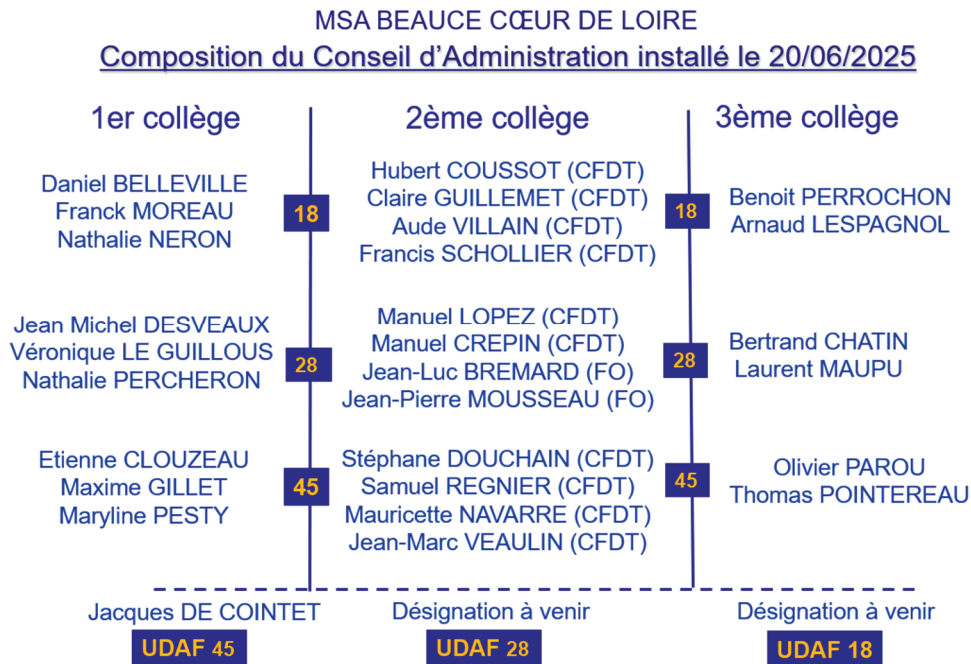 MSA BEAUCE CŒUR DE LOIRE
Composition du Conseil d'Administration installé le 20/06/2025
1er collège
Daniel BELLEVILLE
Franck MOREAU
Nathalie NERON
18
Jean Michel DESVEAUX
Véronique LE GUILLOUS
Nathalie PERCHERON
28
Etienne CLOUZEAU
Maxime GILLET
Maryline PESTY
45
Jacques DE COINTET
UDAF 45
2ème collège
Hubert COUSSOT (CFDT)
Claire GUILLEMET (CFDT)
Aude VILLAIN (CFDT)
Francis SCHOLLIER (CFDT)
18
Manuel LOPEZ (CFDT)
Manuel CREPIN (CFDT)
Jean-Luc BREMARD (FO)
Jean-Pierre MOUSSEAU (FO)
28
Stéphane DOUCHAIN (CFDT)
Samuel REGNIER (CFDT)
Mauricette NAVARRE (CFDT)
Jean-Marc VEAULIN (CFDT)
45
Désignation à venir
UDAF 28
3ème collège
Benoit PERROCHON
Arnaud LESPAGNOL
Bertrand CHATIN
Laurent MAUPU
Olivier PAROU
Thomas POINTEREAU
Désignation à venir
UDAF 18